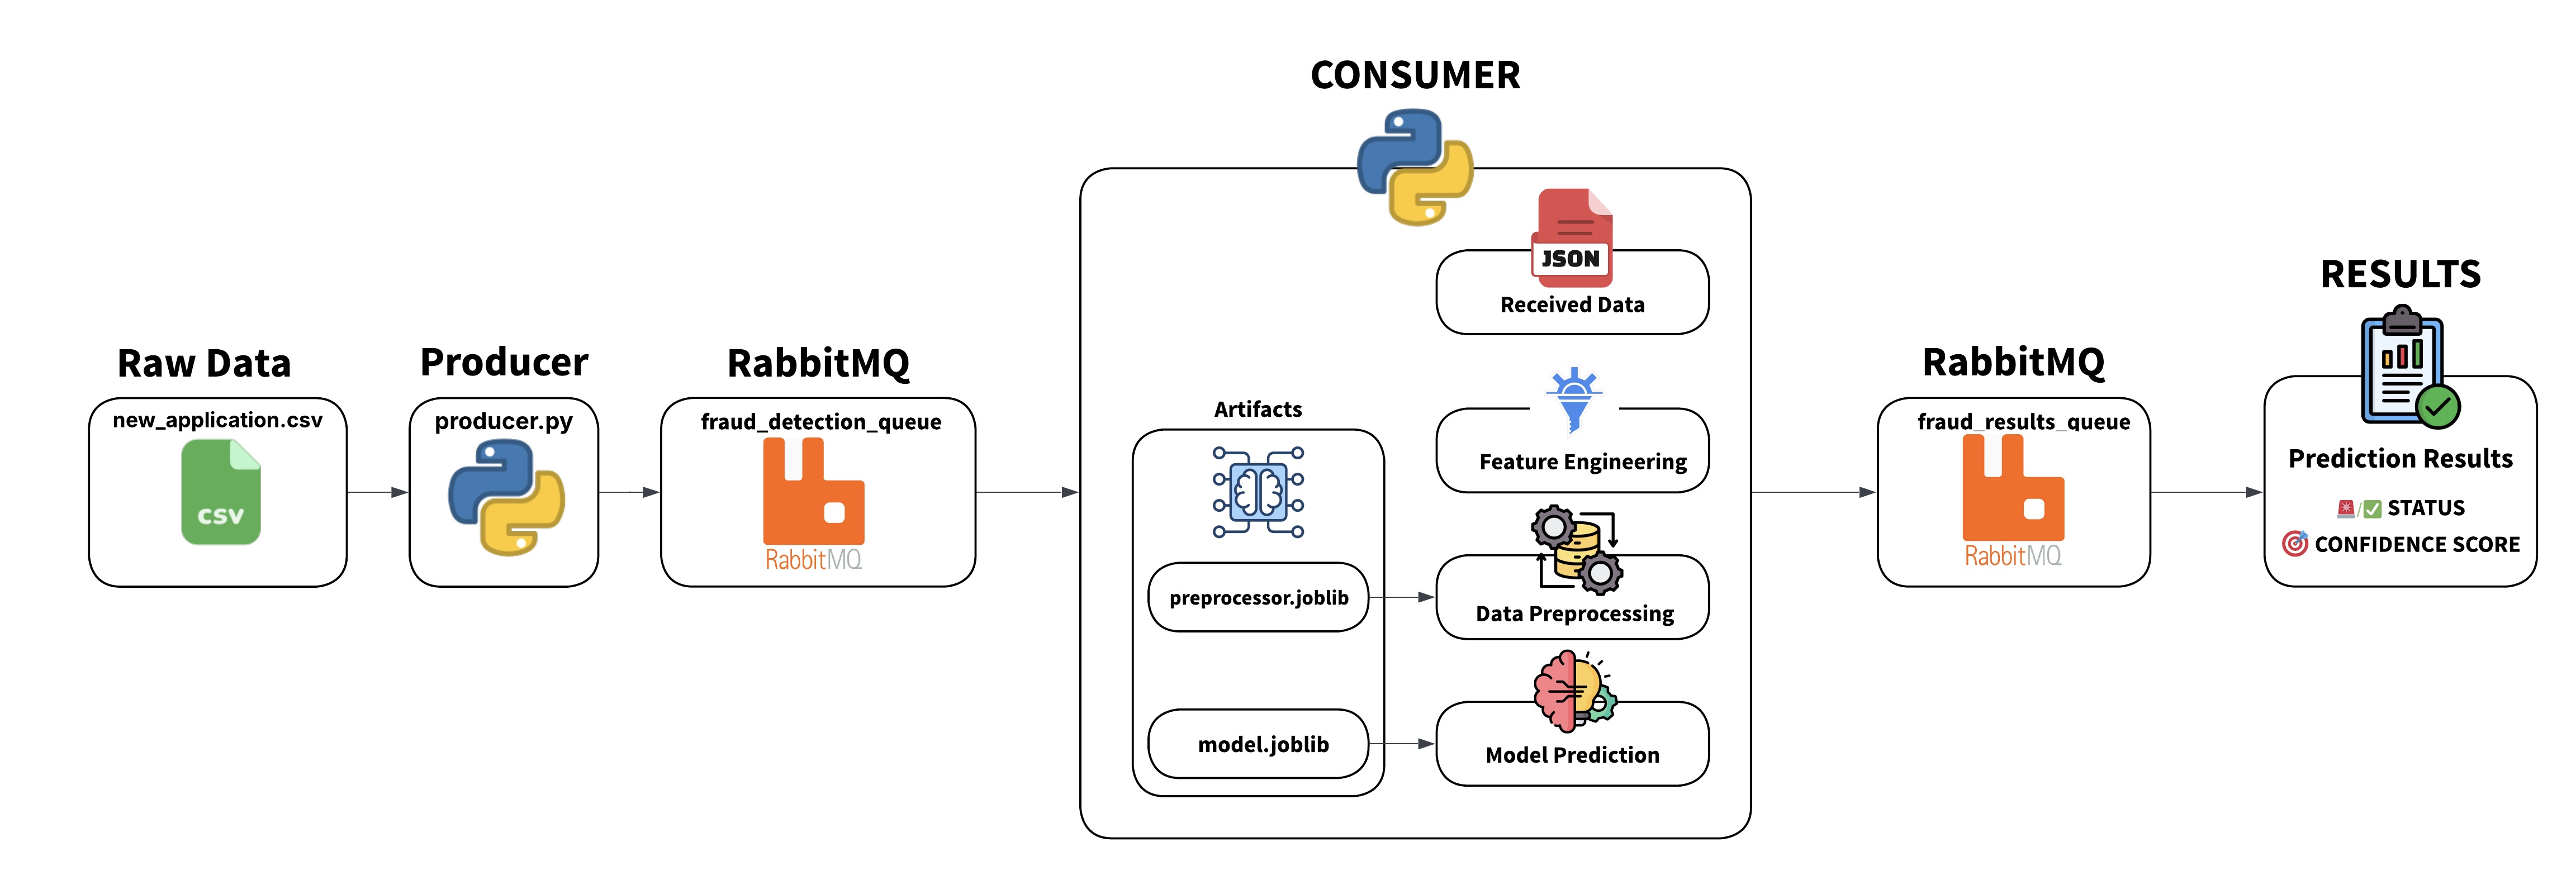 Raw Data
new_application.csv
CSV
Producer
producer.py
RabbitMQ
fraud_detection_queue
RabbitMQ
CONSUMER
JSON
Received Data
Feature Engineering
Data Preprocessing
Model Prediction
Artifacts
preprocessor.joblib
model.joblib
RabbitMQ
fraud_results_queue
RabbitMQ
RESULTS
Prediction Results
🚨/✅ STATUS
🎯 CONFIDENCE SCORE